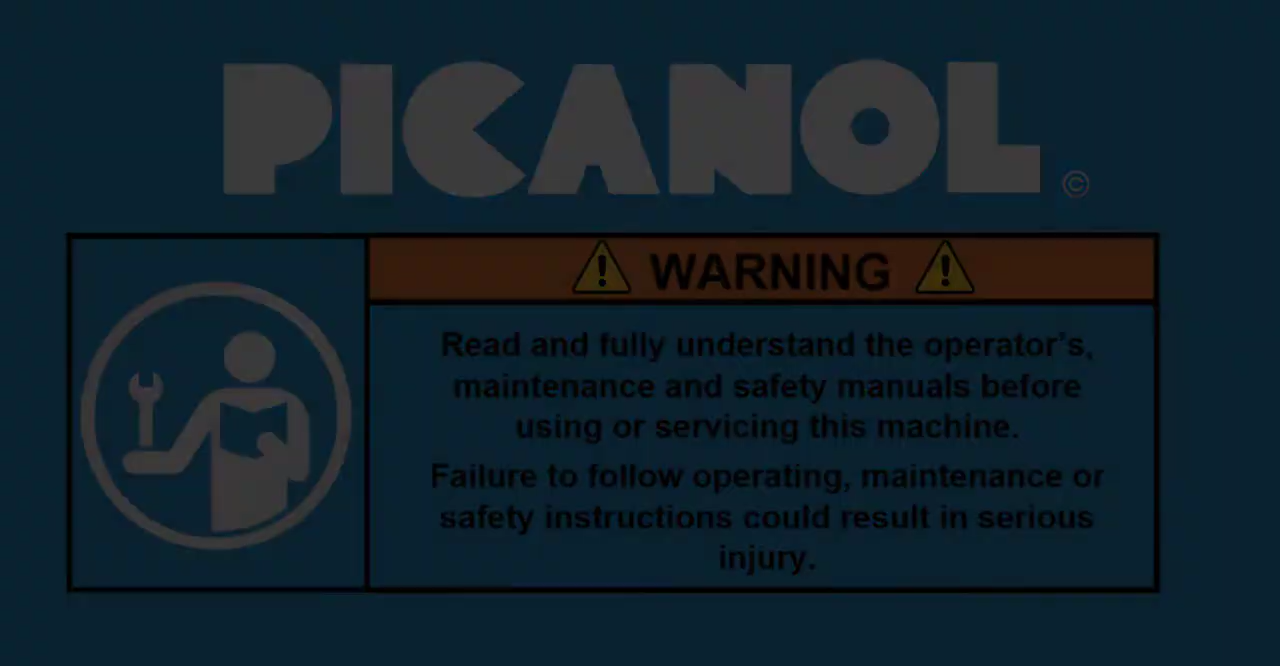 PICANOL ©
WARNING
Read and fully understand the operator's,
maintenance and safety manuals before
using or servicing this machine.
Failure to follow operating, maintenance or
safety instructions could result in serious
injury.